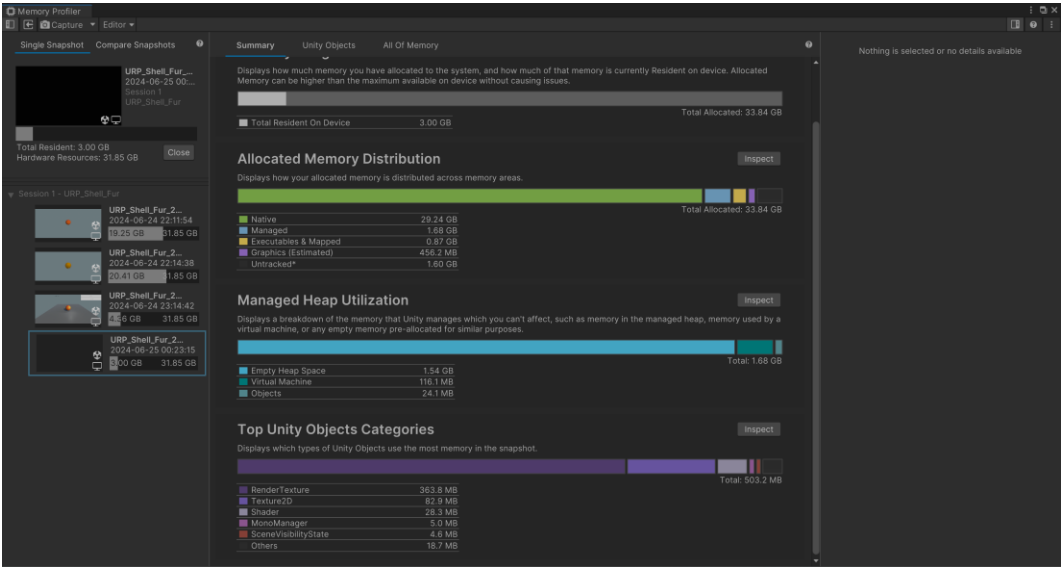 Memory Profiler
Capture Editor
Single Snapshot Compare Snapshots
URP_Shell_Fur_...
2024-06-25 00:...
Session 1
URP_Shell_Fur
Total Resident: 3.00 GB
Hardware Resources: 31.85 GB
Close
Session 1 - URP_Shell_Fur
URP_Shell_Fur_2...
2024-06-24 22:11:54
19.25 GB 31.85 GB
URP_Shell_Fur_2...
2024-06-24 22:14:38
20.41 GB 31.85 GB
URP_Shell_Fur_2...
2024-06-24 23:14:42
31.85 GB
URP_Shell_Fur_2...
2024-06-25 00:23:15
3.00 GB 31.85 GB
Summary Unity Objects All Of Memory
Displays how much memory you have allocated to the system, and how much of that memory is currently Resident on device. Allocated
Memory can be higher than the maximum available on device without causing issues.
Total Allocated: 33.84 GB
Total Resident On Device 3.00 GB
Allocated Memory Distribution
Inspect
Displays how your allocated memory is distributed across memory areas.
Total Allocated: 33.84 GB
Native 29.24 GB
Managed 1.68 GB
Executables & Mapped 0.87 GB
Graphics (Estimated) 456.2 MB
Untracked* 1.60 GB
Managed Heap Utilization
Inspect
Displays a breakdown of the memory that Unity manages which you can't affect, such as memory in the managed heap, memory used by a
virtual machine, or any empty memory pre-allocated for similar purposes.
Total: 1.68 GB
Empty Heap Space 1.54 GB
Virtual Machine 116.1 MB
Objects 24.1 MB
Top Unity Objects Categories
Inspect
Displays which types of Unity Objects use the most memory in the snapshot.
Total: 503.2 MB
RenderTexture 363.8 MB
Texture2D 82.9 MB
Shader 28.3 MB
MonoManager 5.0 MB
SceneVisibilityState 4.6 MB
Others 18.7 MB
Nothing is selected or no details available